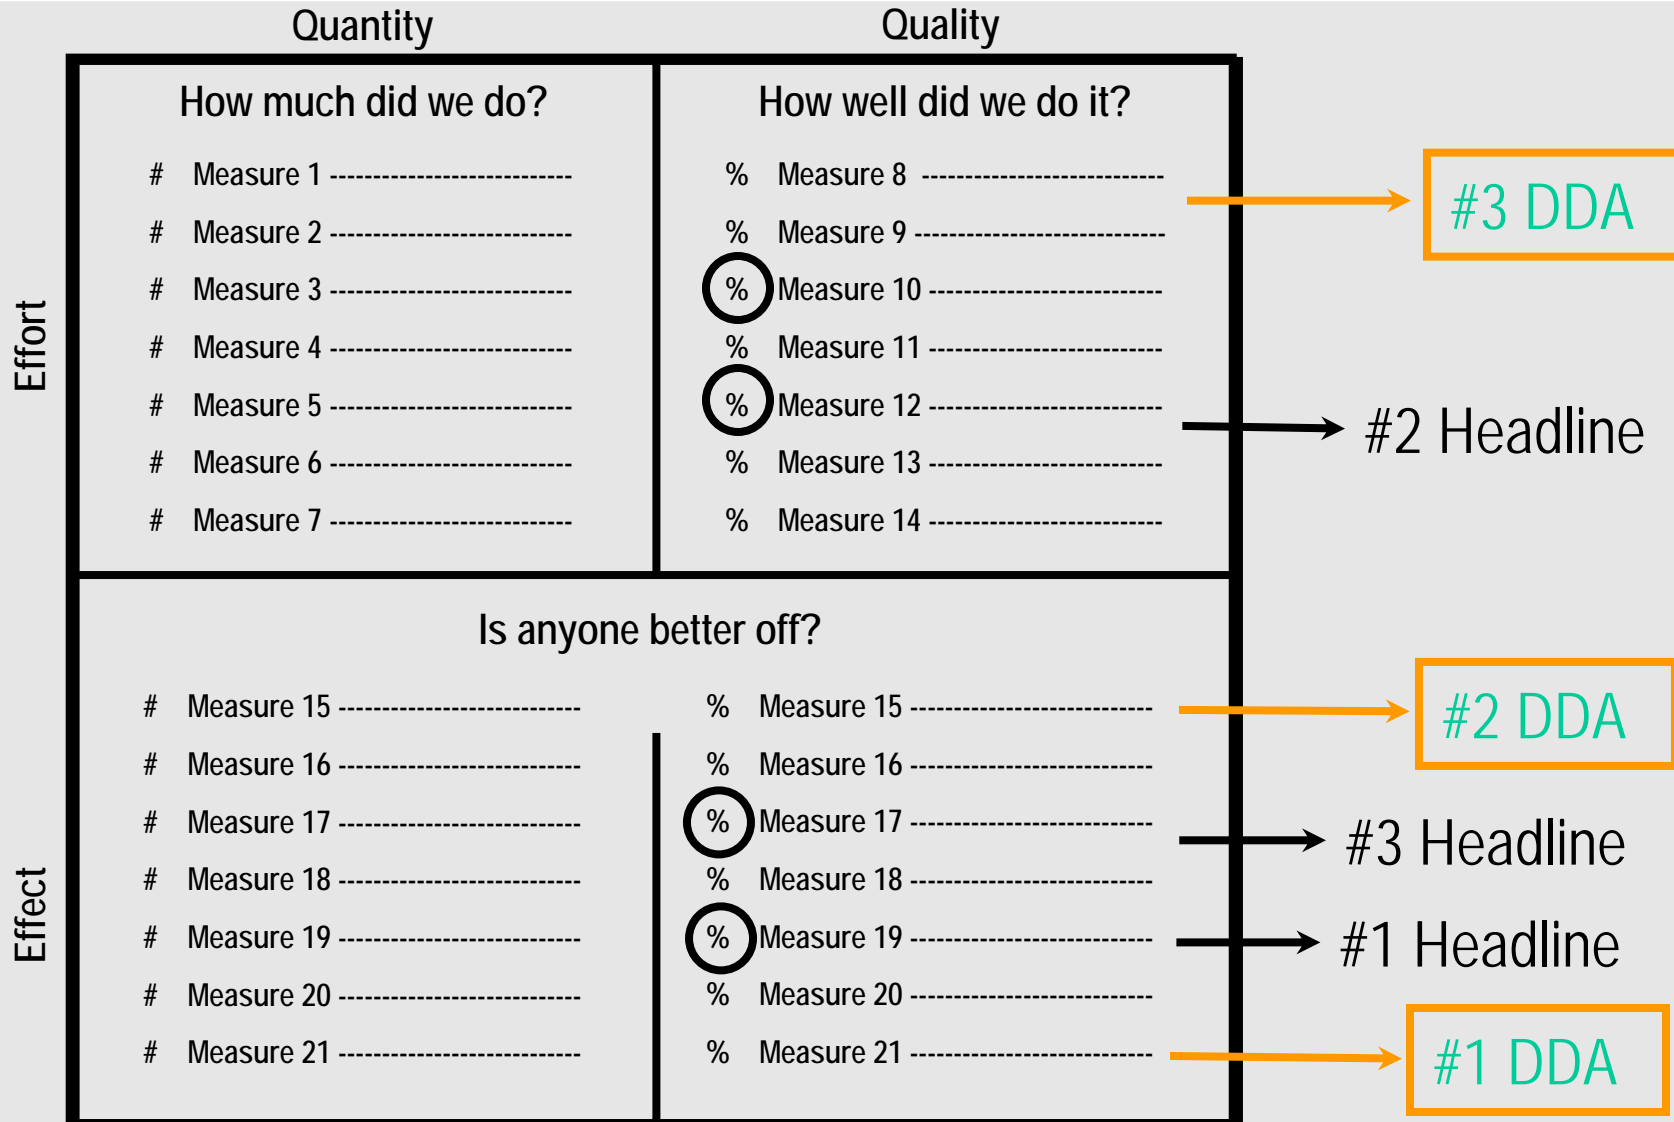 Quantity Quality
How much did we do? How well did we do it?
# Measure 1 ---------------------------- % Measure 8 ----------------------------
#3 DDA
# Measure 2 ---------------------------- % Measure 9 -----------------------------
# Measure 3 ---------------------------- % Measure 10 ---------------------------
Effort
# Measure 4 ---------------------------- % Measure 11 ---------------------------
# Measure 5 ---------------------------- % Measure 12 ---------------------------
#2 Headline
# Measure 6 ---------------------------- % Measure 13 ---------------------------
# Measure 7 ---------------------------- % Measure 14 ---------------------------
Is anyone better off?
# Measure 15 ---------------------------- % Measure 15 ----------------------------
#2 DDA
# Measure 16 ---------------------------- % Measure 16 ----------------------------
# Measure 17 ---------------------------- % Measure 17 ----------------------------
#3 Headline
# Measure 18 ---------------------------- % Measure 18 ----------------------------
Effect
# Measure 19 ---------------------------- % Measure 19 ----------------------------
#1 Headline
# Measure 20 ---------------------------- % Measure 20 ----------------------------
# Measure 21 ---------------------------- % Measure 21 ----------------------------
#1 DDA